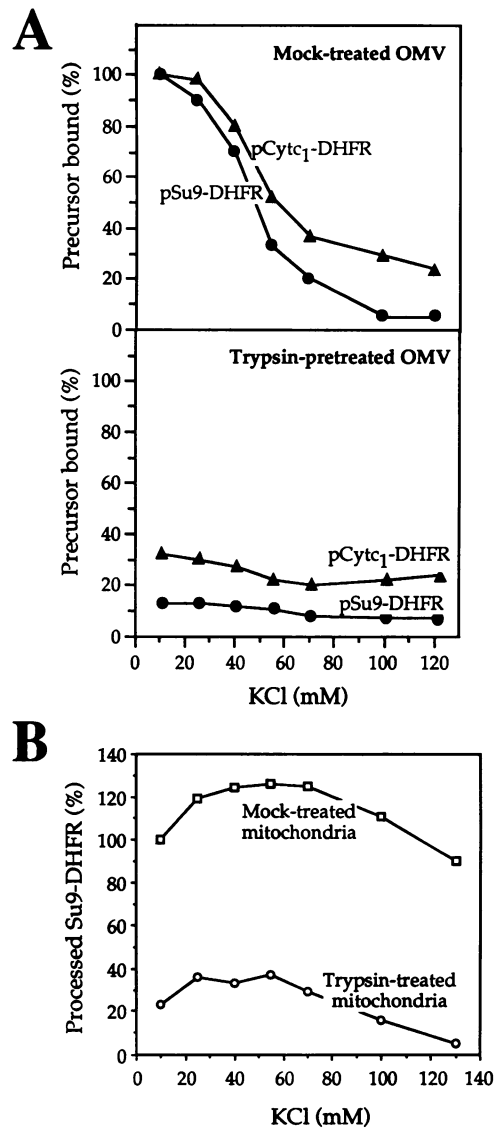 A
Mock-treated OMV
Precursor bound (%)
100
80
60
40
20
0
pCytc1-DHFR
pSu9-DHFR
Trypsin-pretreated OMV
Precursor bound (%)
100
80
60
40
20
0
pCytc1-DHFR
pSu9-DHFR
0 20 40 60 80 100 120
KCl (mM)
B
Processed Su9-DHFR (%)
140
120
100
80
60
40
20
0
Mock-treated
mitochondria
Trypsin-treated
mitochondria
0 20 40 60 80 100 120 140
KCl (mM)